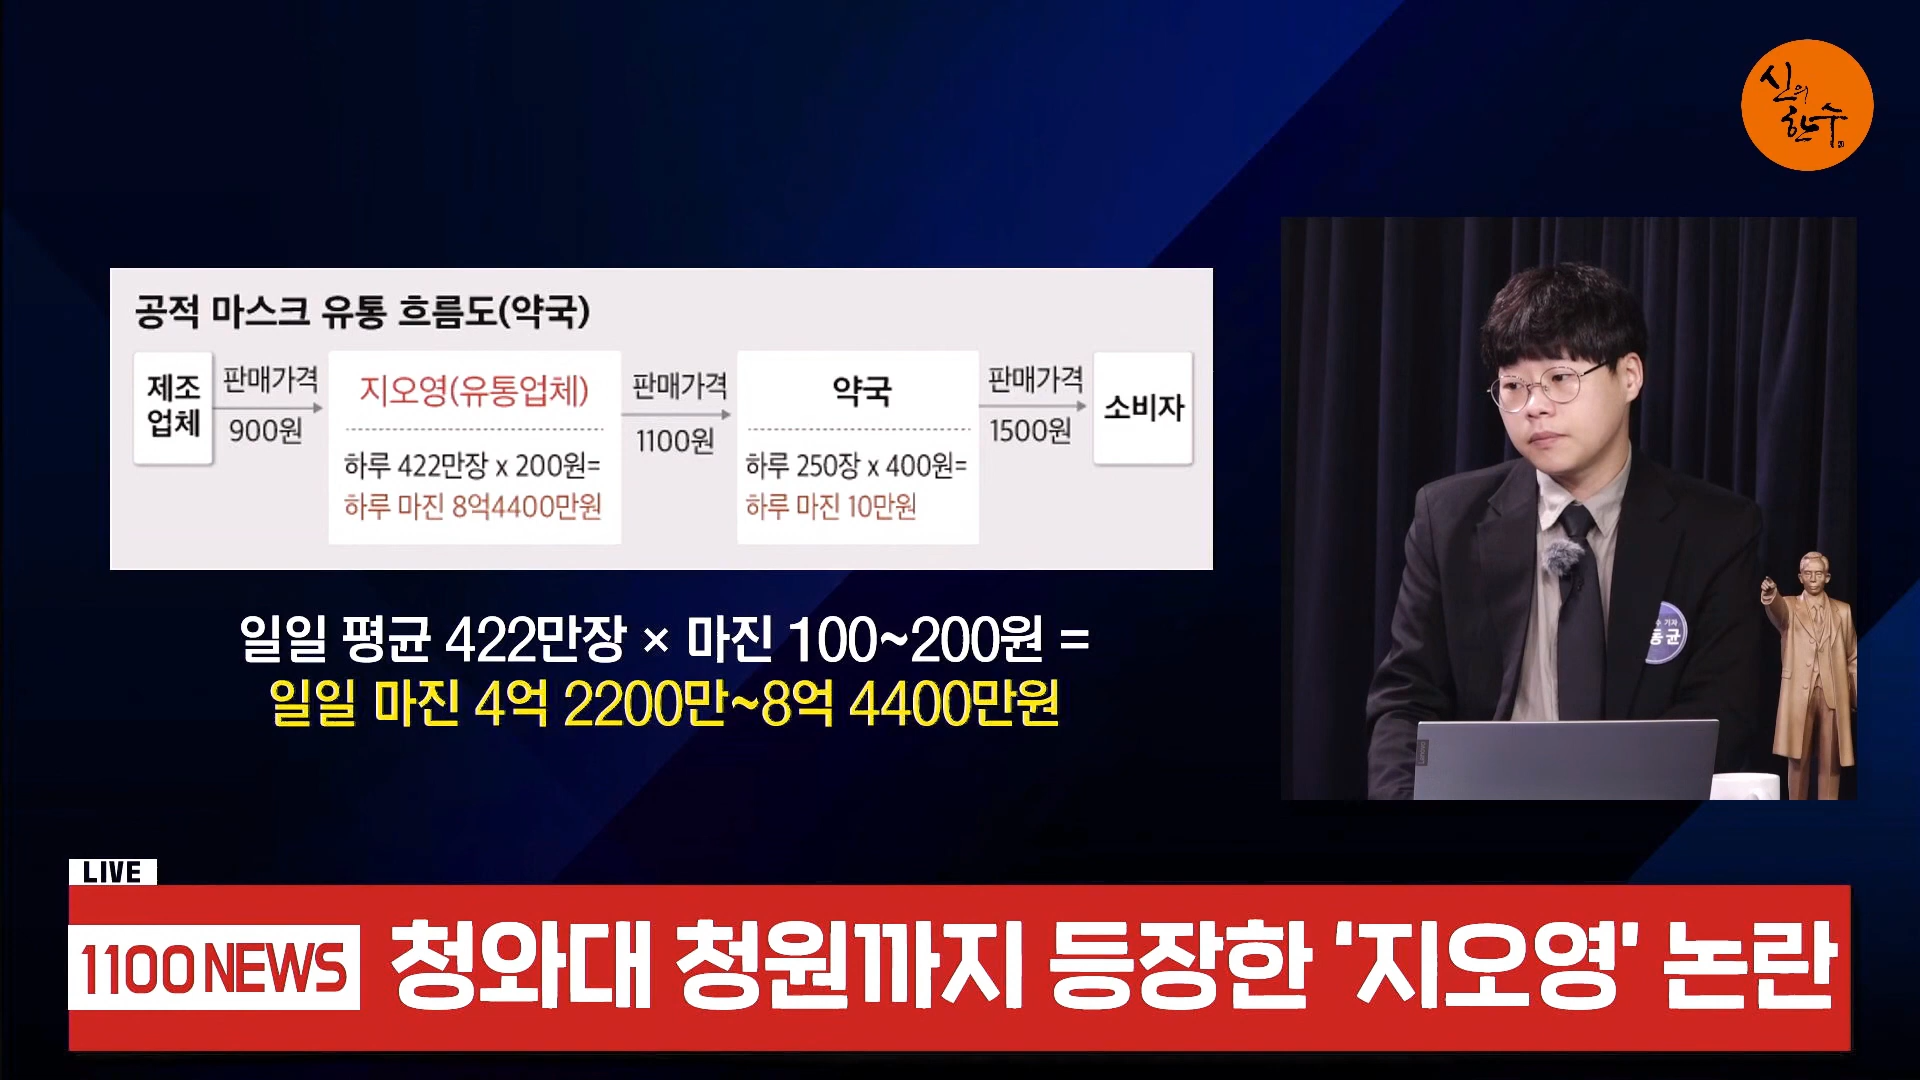 신의
한수
공적 마스크 유통 흐름도(약국)
제조
업체
판매가격
900원
지오영(유통업체)
하루 422만장 x 200원=
하루 마진 8억4400만원
판매가격
1100원
약국
하루 250장 x 400원=
하루 마진 10만원
판매가격
1500원
소비자
일일 평균 422만장 × 마진 100~200원 =
일일 마진 4억 2200만~8억 4400만원
기자
동균
LIVE
1100 NEWS
청와대 청원까지 등장한 '지오영' 논란